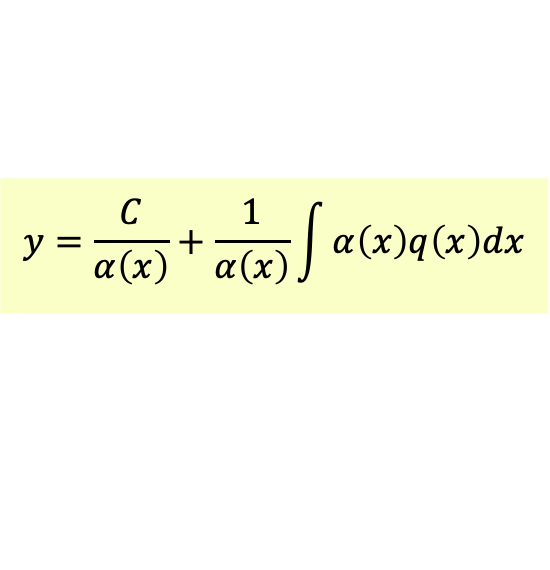 y = C/α(x) + 1/α(x) ∫ α(x)q(x)dx